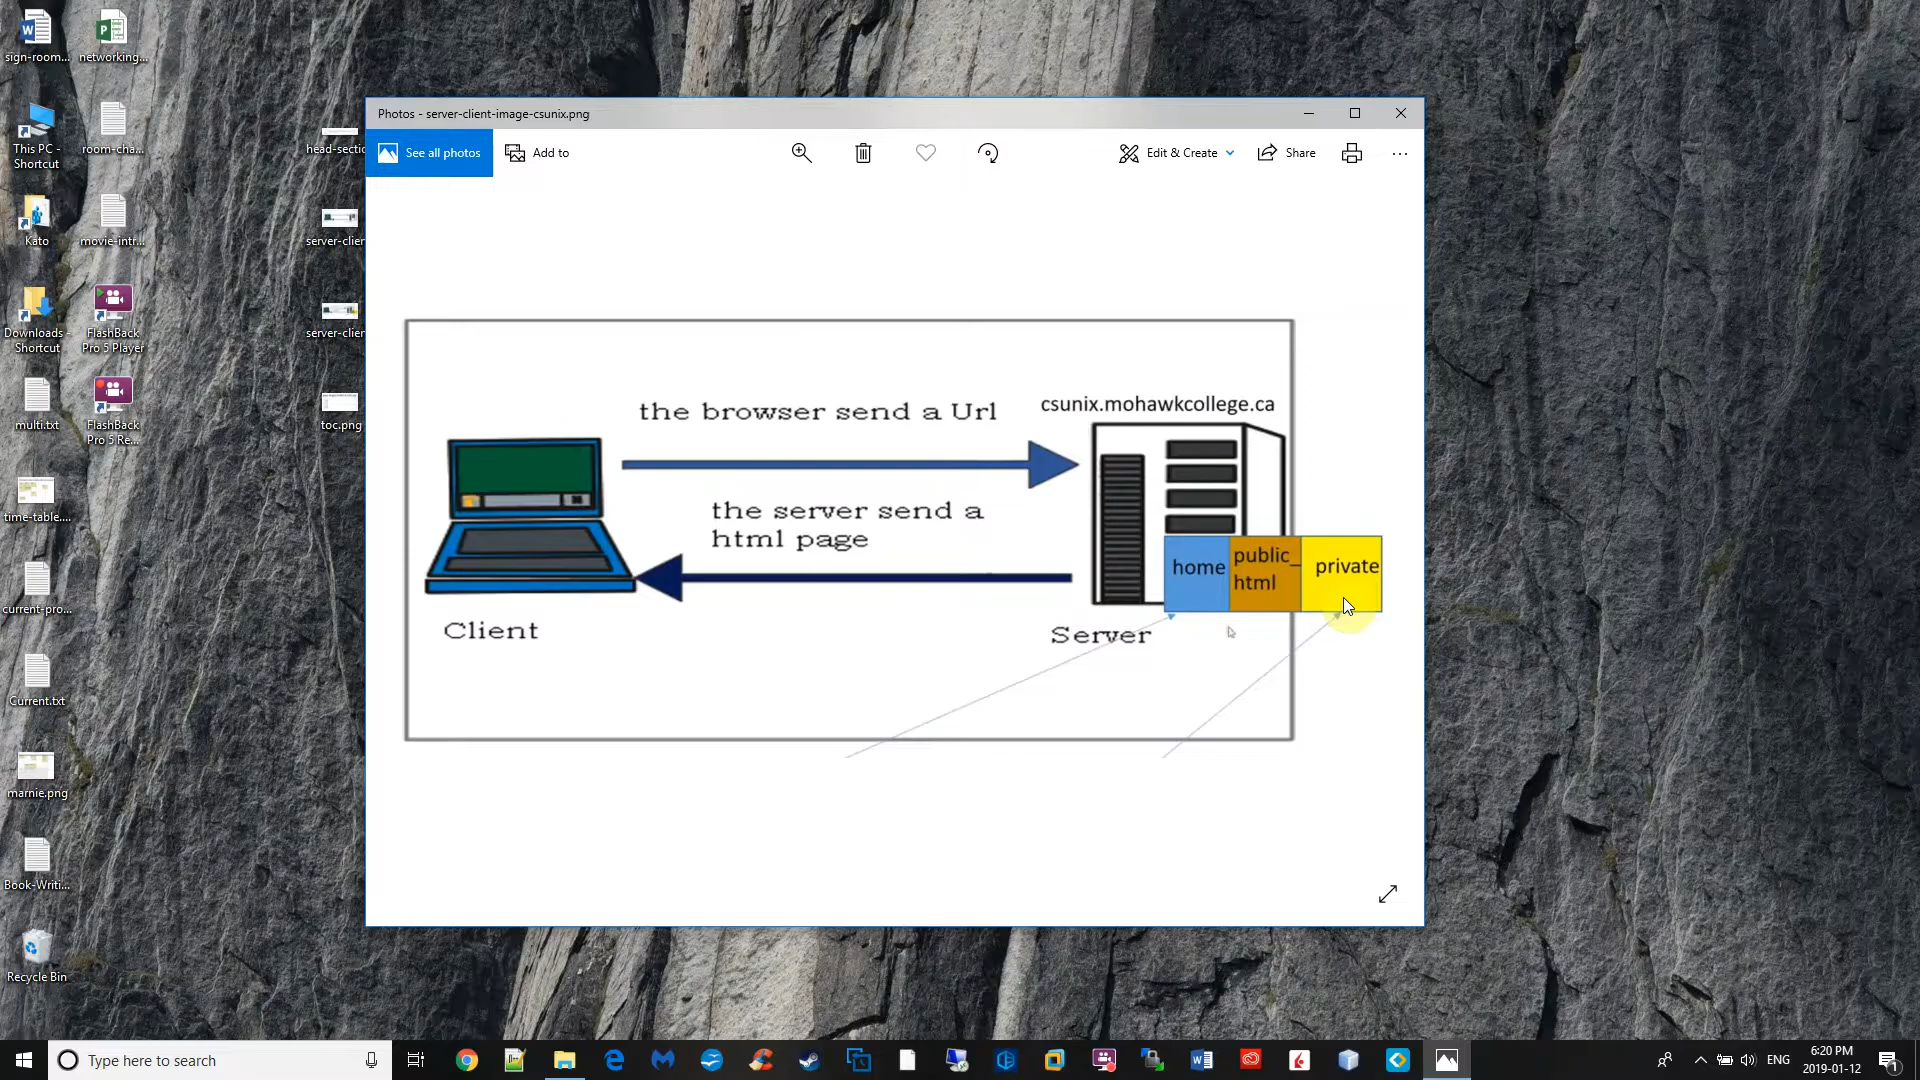 sign-room...
networking...
This PC -
Shortcut
room-cha...
head-sectio
Kato
movie-intr...
server-clien
Downloads -
Shortcut
FlashBack
Pro 5 Player
server-clien
multi.txt
FlashBack
Pro 5 Re...
toc.png
time-table....
current-pro...
Current.txt
marnie.png
Book-Writi...
Recycle Bin
Photos - server-client-image-csunix.png
See all photos
Add to
Edit & Create
Share
the browser send a Url
csunix.mohawkcollege.ca
the server send a
html page
home
public_
html
private
Client
Server
Type here to search
ENG
6:20 PM
2019-01-12
1